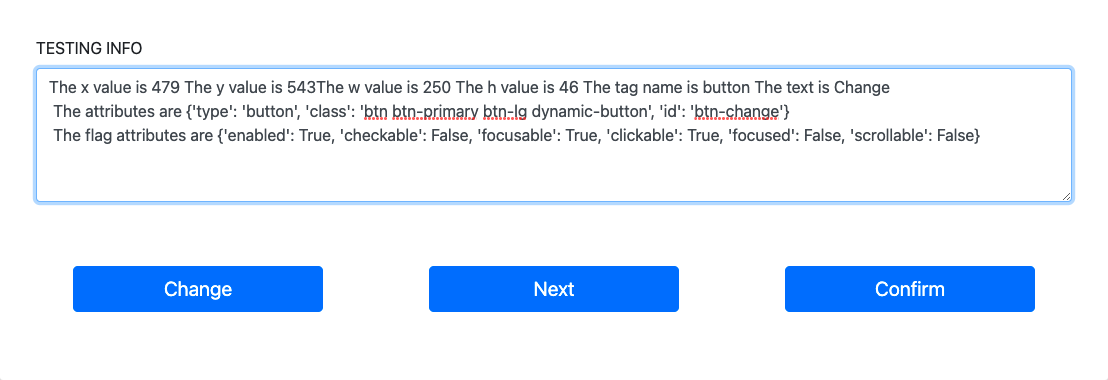 TESTING INFO
The x value is 479 The y value is 543The w value is 250 The h value is 46 The tag name is button The text is Change
The attributes are {'type': 'button', 'class': 'btn btn-primary btn-lg dynamic-button', 'id': 'btn-change'}
The flag attributes are {'enabled': True, 'checkable': False, 'focusable': True, 'clickable': True, 'focused': False, 'scrollable': False}
Change Next Confirm